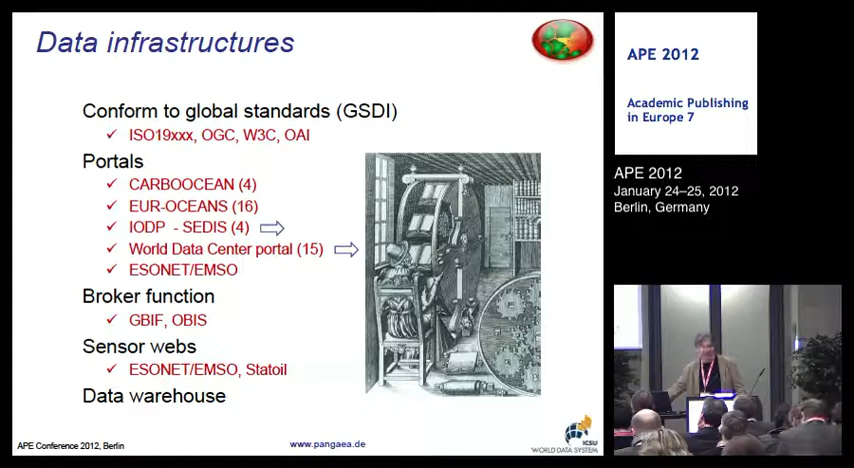 Data infrastructures
Conform to global standards (GSDI)
✓ ISO19xxx, OGC, W3C, OAI
Portals
✓ CARBOOCEAN (4)
✓ EUR-OCEANS (16)
✓ IODP - SEDIS (4)
✓ World Data Center portal (15)
✓ ESONET/EMSO
Broker function
✓ GBIF, OBIS
Sensor webs
✓ ESONET/EMSO, Statoil
Data warehouse
APE Conference 2012, Berlin
www.pangaea.de
ICSU
WORLD DATA SYSTEM
APE 2012
Academic Publishing
in Europe 7
APE 2012
January 24–25, 2012
Berlin, Germany